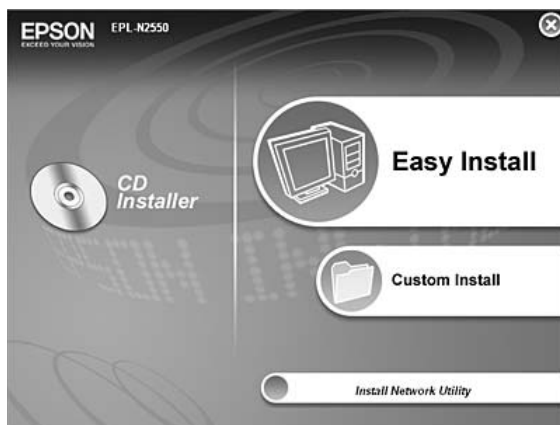 EPSON
EXCEED YOUR VISION
EPL-N2550
CD
Installer
Easy Install
Custom Install
Install Network Utility